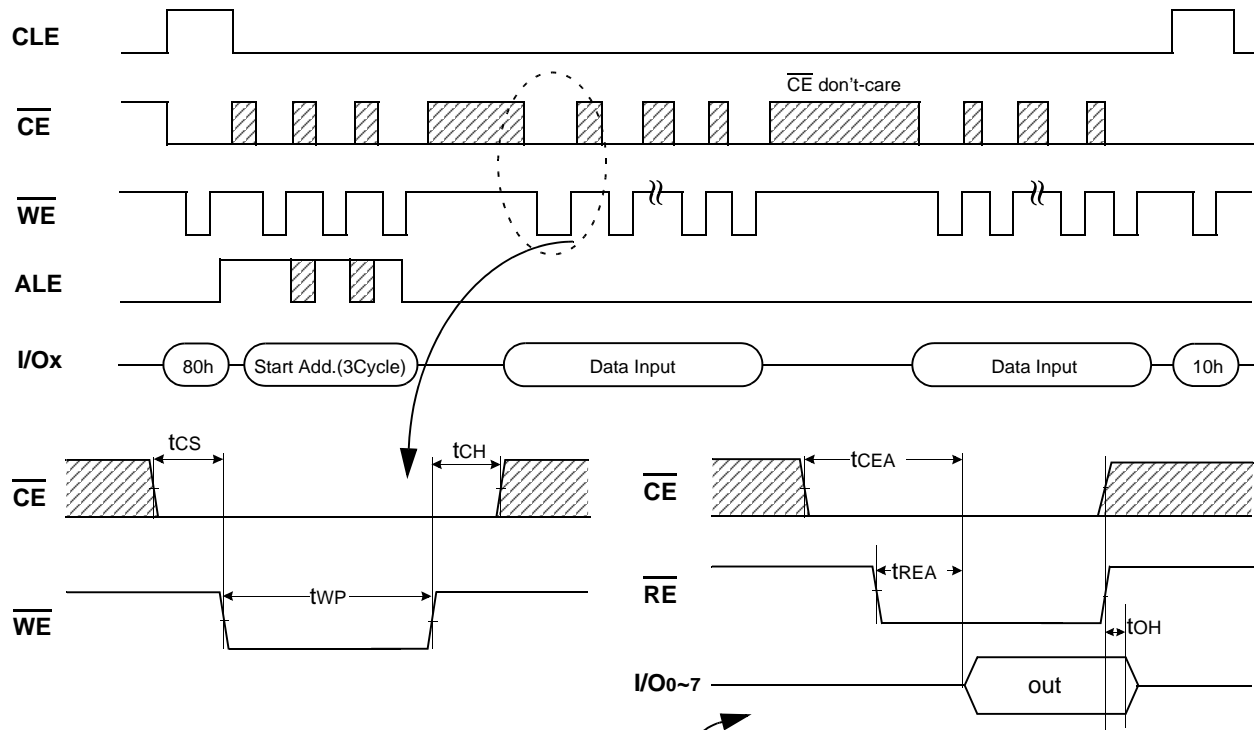 CLE
CE don't-care
CE
WE
ALE
I/Ox
80h
Start Add.(3Cycle)
Data Input
Data Input
10h
tCS
tCH
CE
tWP
WE
tCEA
CE
tREA
RE
tOH
I/O0~7
out